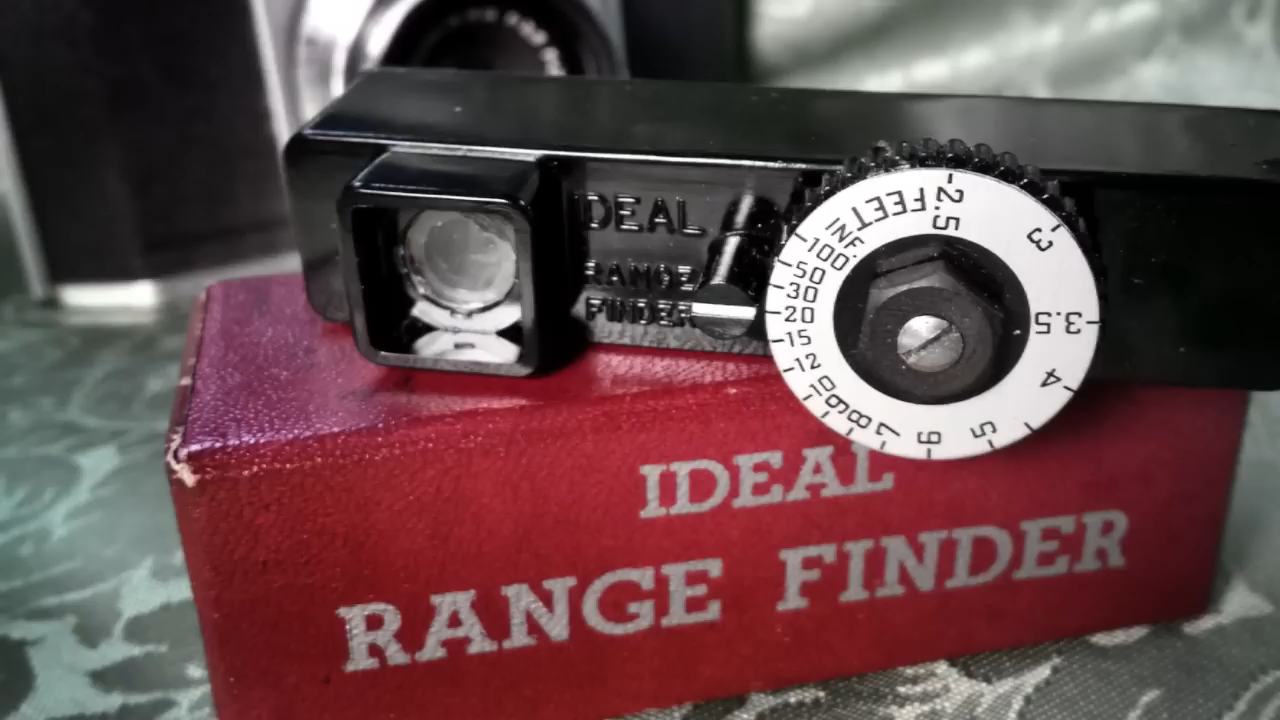 IDEAL
RANGE
FINDER
FEET
INF.
100
50
30
20
15
12
10
9
8
7
6
5
4
3.5
3
2.5
IDEAL
RANGE FINDER